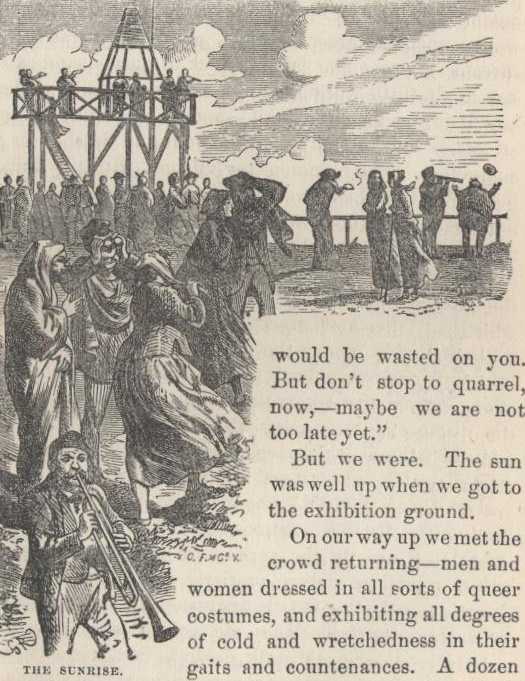 would be wasted on you.
But don't stop to quarrel,
now,—maybe we are not
too late yet."
But we were. The sun
was well up when we got to
the exhibition ground.
On our way up we met the
crowd returning—men and
women dressed in all sorts of queer
costumes, and exhibiting all degrees
of cold and wretchedness in their
gaits and countenances. A dozen
THE SUNRISE.